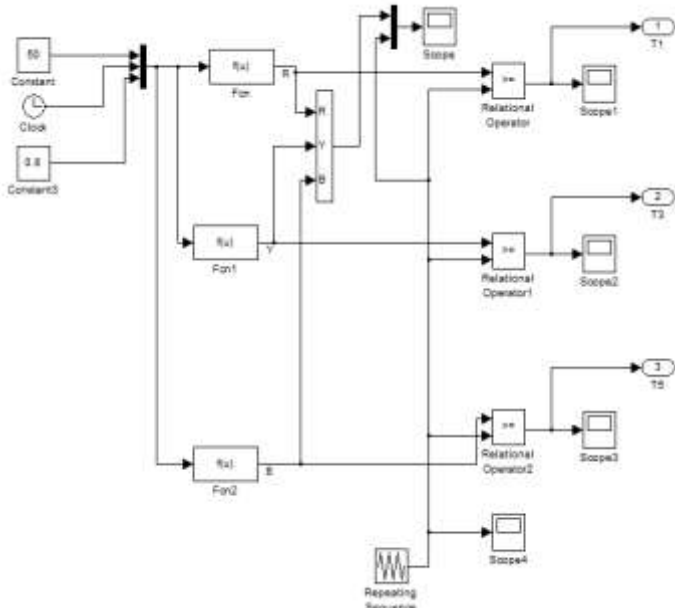 50
Constant
Clock
0.8
Constant3
f(u)
Fcn
R
R
Y
B
f(u)
Fcn1
Y
f(u)
Fcn2
B
Scope
>=
Relational
Operator
1
T1
Scope1
>=
Relational
Operator1
2
T3
Scope2
>=
Relational
Operator2
3
T5
Scope3
Scope4
Repeating
Sequence